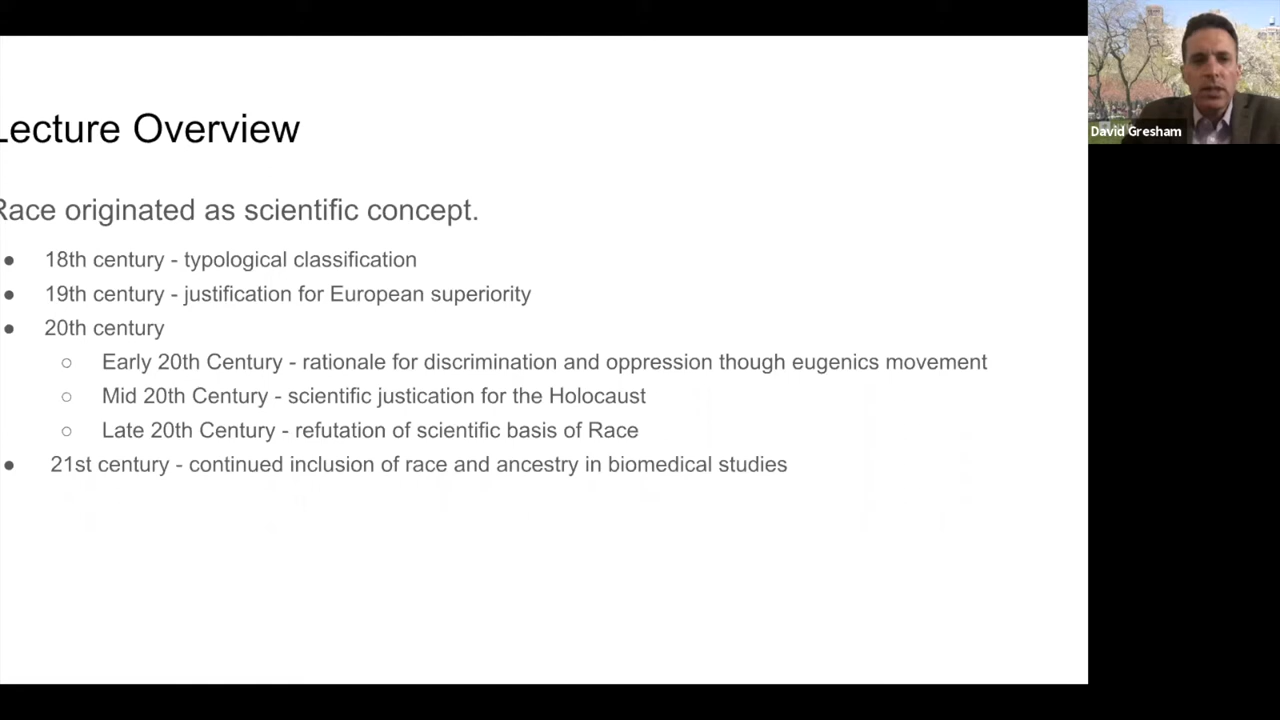 Lecture Overview
Race originated as scientific concept.
● 18th century - typological classification
● 19th century - justification for European superiority
● 20th century
○ Early 20th Century - rationale for discrimination and oppression though eugenics movement
○ Mid 20th Century - scientific justication for the Holocaust
○ Late 20th Century - refutation of scientific basis of Race
● 21st century - continued inclusion of race and ancestry in biomedical studies
David Gresham